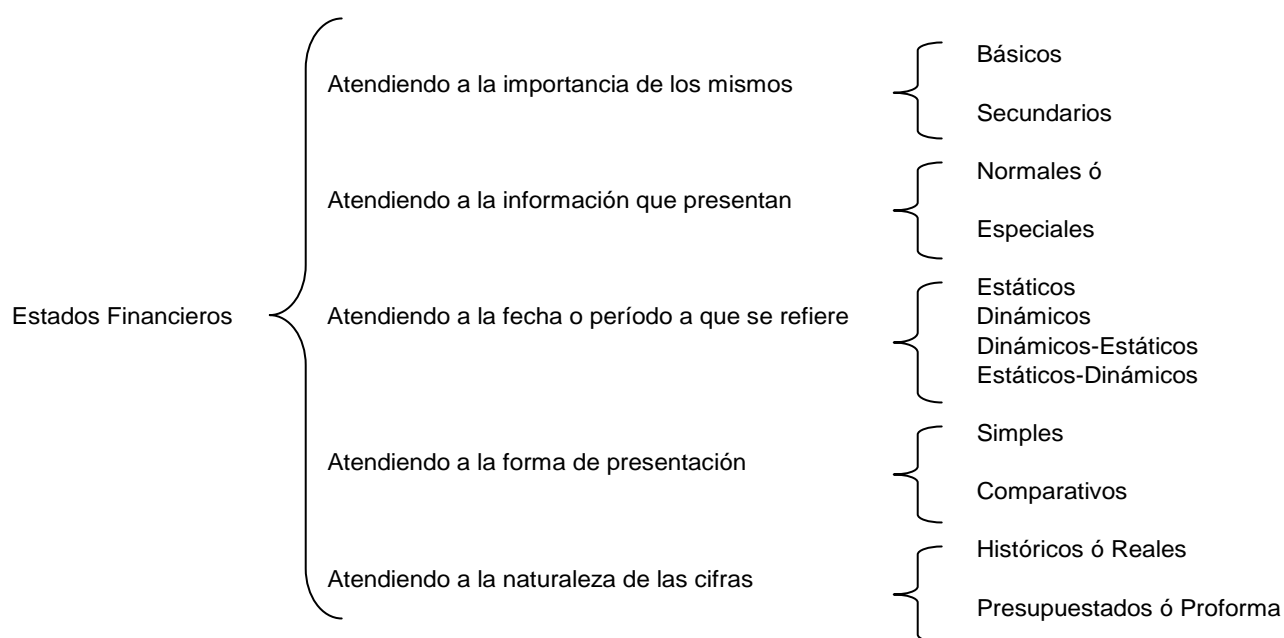 Estados Financieros
Atendiendo a la importancia de los mismos
Básicos
Secundarios
Atendiendo a la información que presentan
Normales ó
Especiales
Atendiendo a la fecha o período a que se refiere
Estáticos
Dinámicos
Dinámicos-Estáticos
Estáticos-Dinámicos
Atendiendo a la forma de presentación
Simples
Comparativos
Atendiendo a la naturaleza de las cifras
Históricos ó Reales
Presupuestados ó Proforma